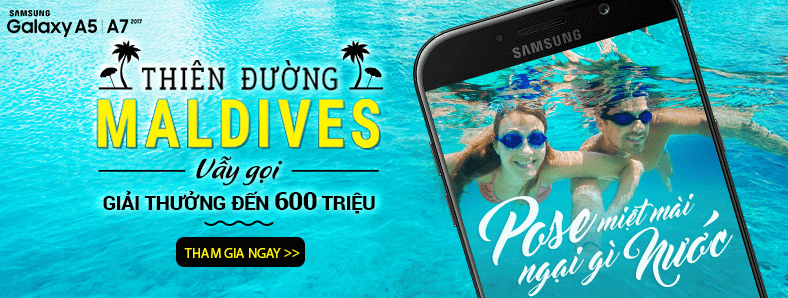 SAMSUNG
Galaxy A5 | A7 2017
THIÊN ĐƯỜNG
MALDIVES
Vẫy gọi
GIẢI THƯỞNG ĐẾN 600 TRIỆU
THAM GIA NGAY >>
SAMSUNG
Pose miệt mài
ngại gì Nước